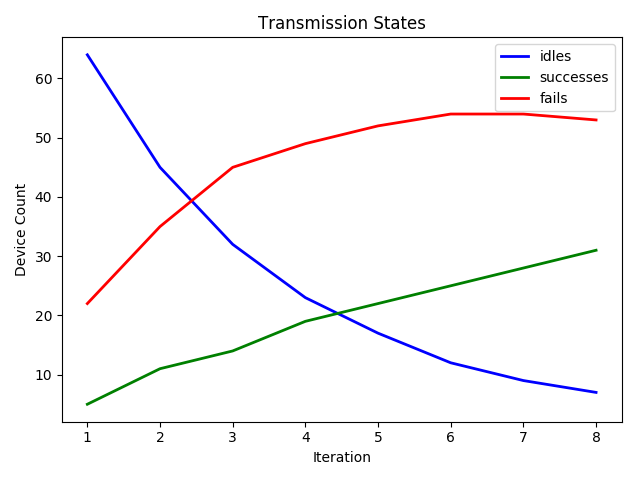 Transmission States
idles
successes
fails
Device Count
60
50
40
30
20
10
1 2 3 4 5 6 7 8
Iteration